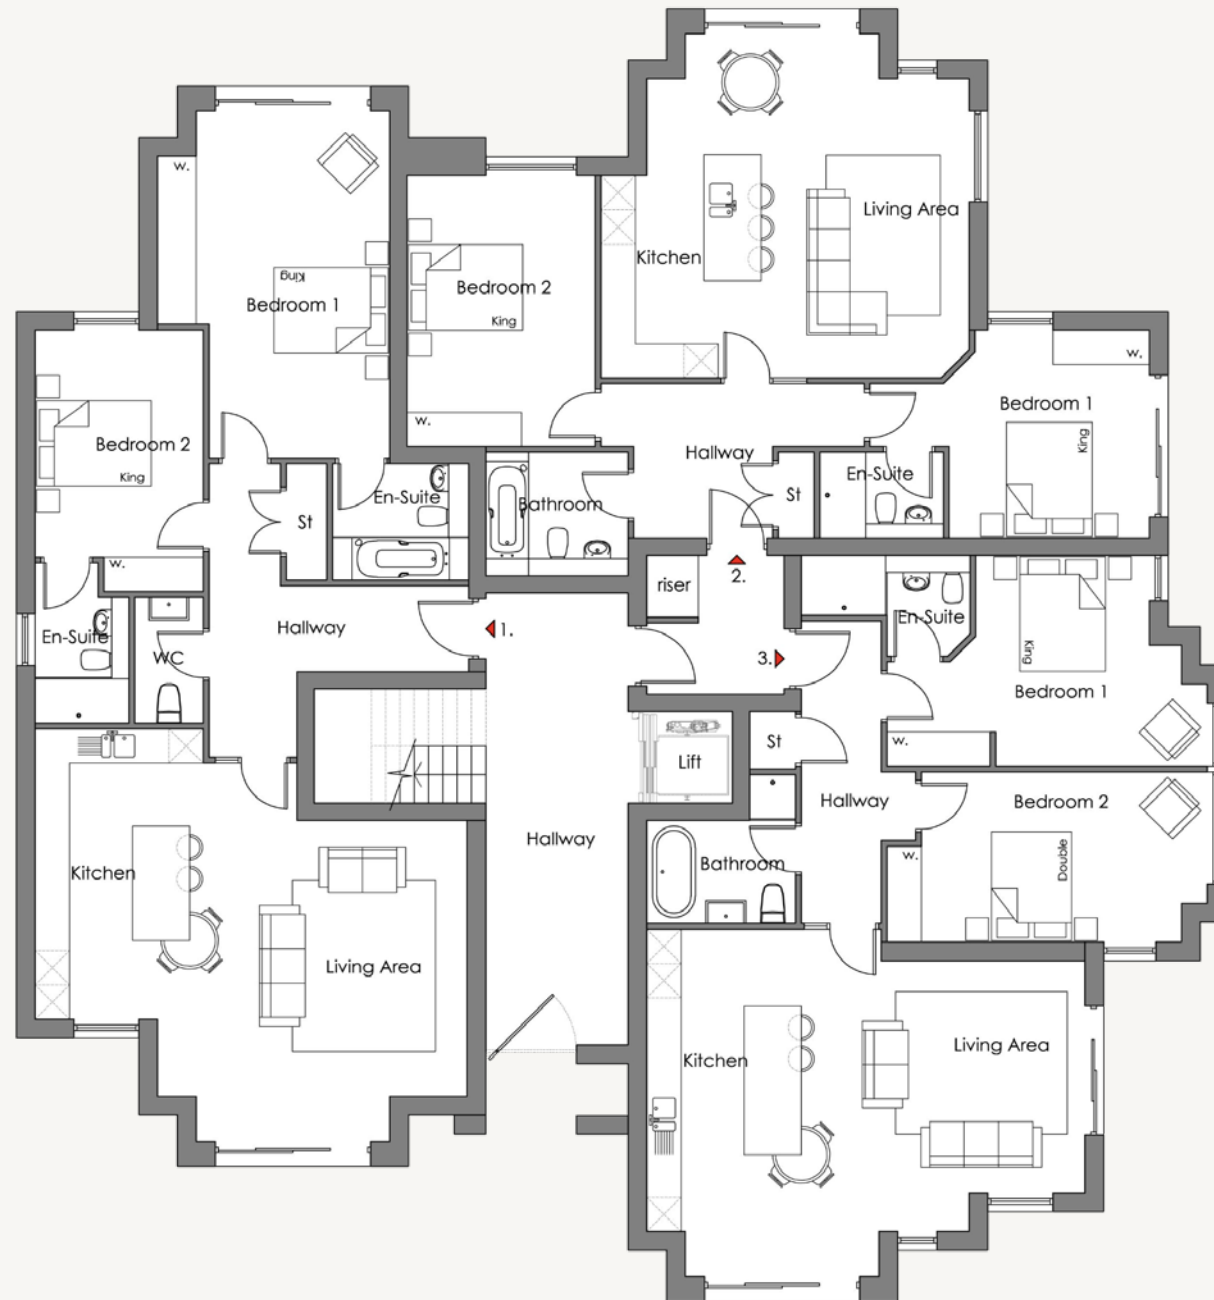 w.
Bedroom 1
King
Bedroom 2
King
w.
Bedroom 2
King
w.
Kitchen
Living Area
w.
Bedroom 1
King
En-Suite
St
Hallway
Bathroom
En-Suite
St
En-Suite
WC
Hallway
1.
riser
2.
3.
En-Suite
King
Bedroom 1
w.
St
Lift
Hallway
Hallway
Bedroom 2
Double
w.
Bathroom
Kitchen
Living Area
Kitchen
Living Area